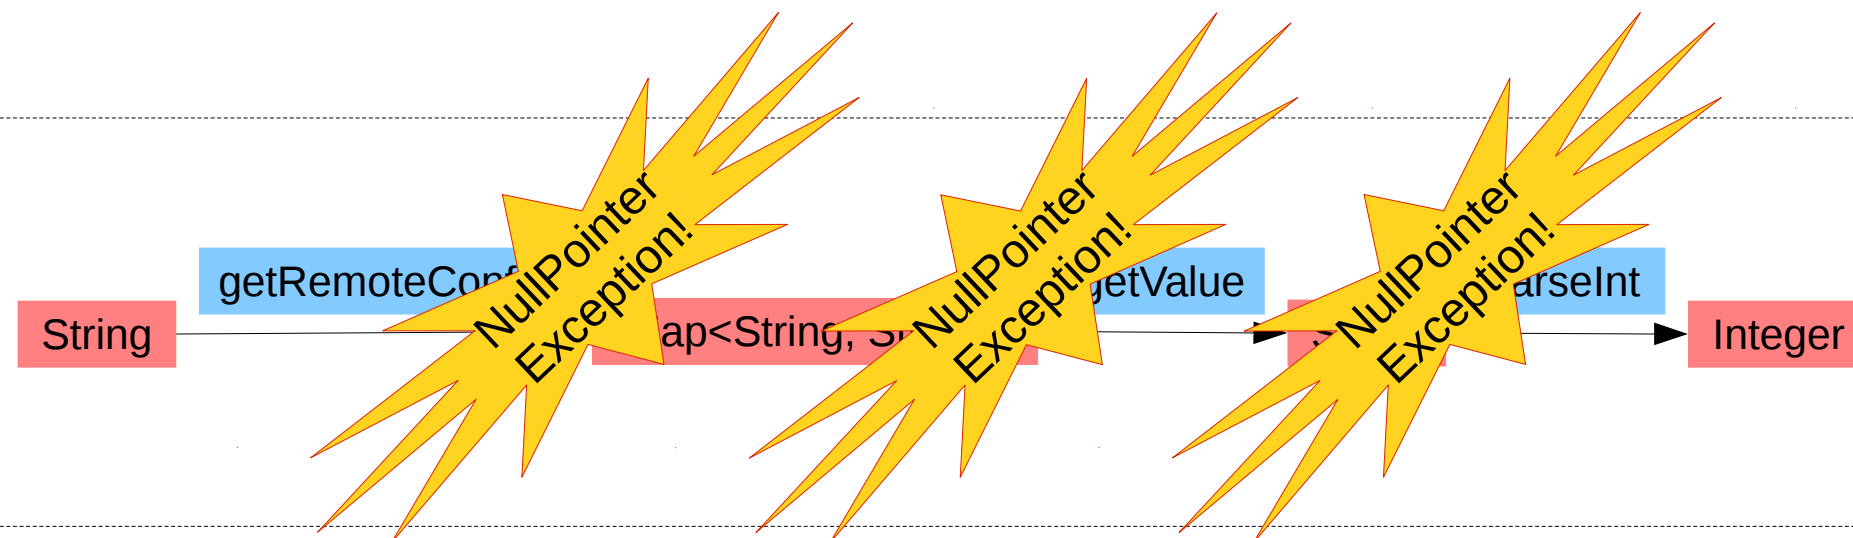 getRemoteConf
NullPointer
Exception!
NullPointer
Exception!
getValue
NullPointer
Exception!
arseInt
String
ap<String, S
Integer